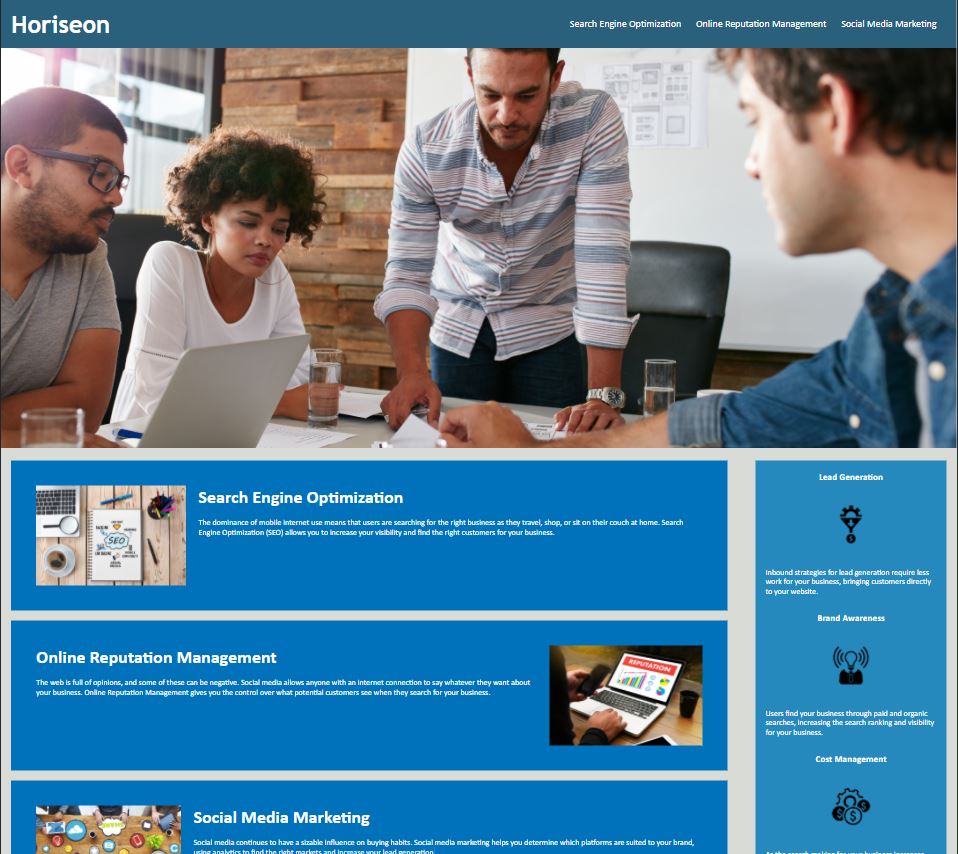 Horiseon
Search Engine Optimization
Online Reputation Management
Social Media Marketing
Search Engine Optimization
The dominance of mobile internet use means that users are searching for the right business as they travel, shop, or sit on their couch at home. Search
Engine Optimization (SEO) allows you to increase your visibility and find the right customers for your business.
SEO
Online Reputation Management
The web is full of opinions, and some of these can be negative. Social media allows anyone with an internet connection to say whatever they want about
your business. Online Reputation Management gives you the control over what potential customers see when they search for your business.
REPUTATION
Social Media Marketing
Social media continues to have a sizable influence on buying habits. Social media marketing helps you determine which platforms are suited to your brand,
using analytics to find the right markets and increase your lead generation.
Lead Generation
Inbound strategies for lead generation require less
work for your business, bringing customers directly
to your website.
Brand Awareness
Users find your business through paid and organic
searches, increasing the search ranking and visibility
for your business.
Cost Management